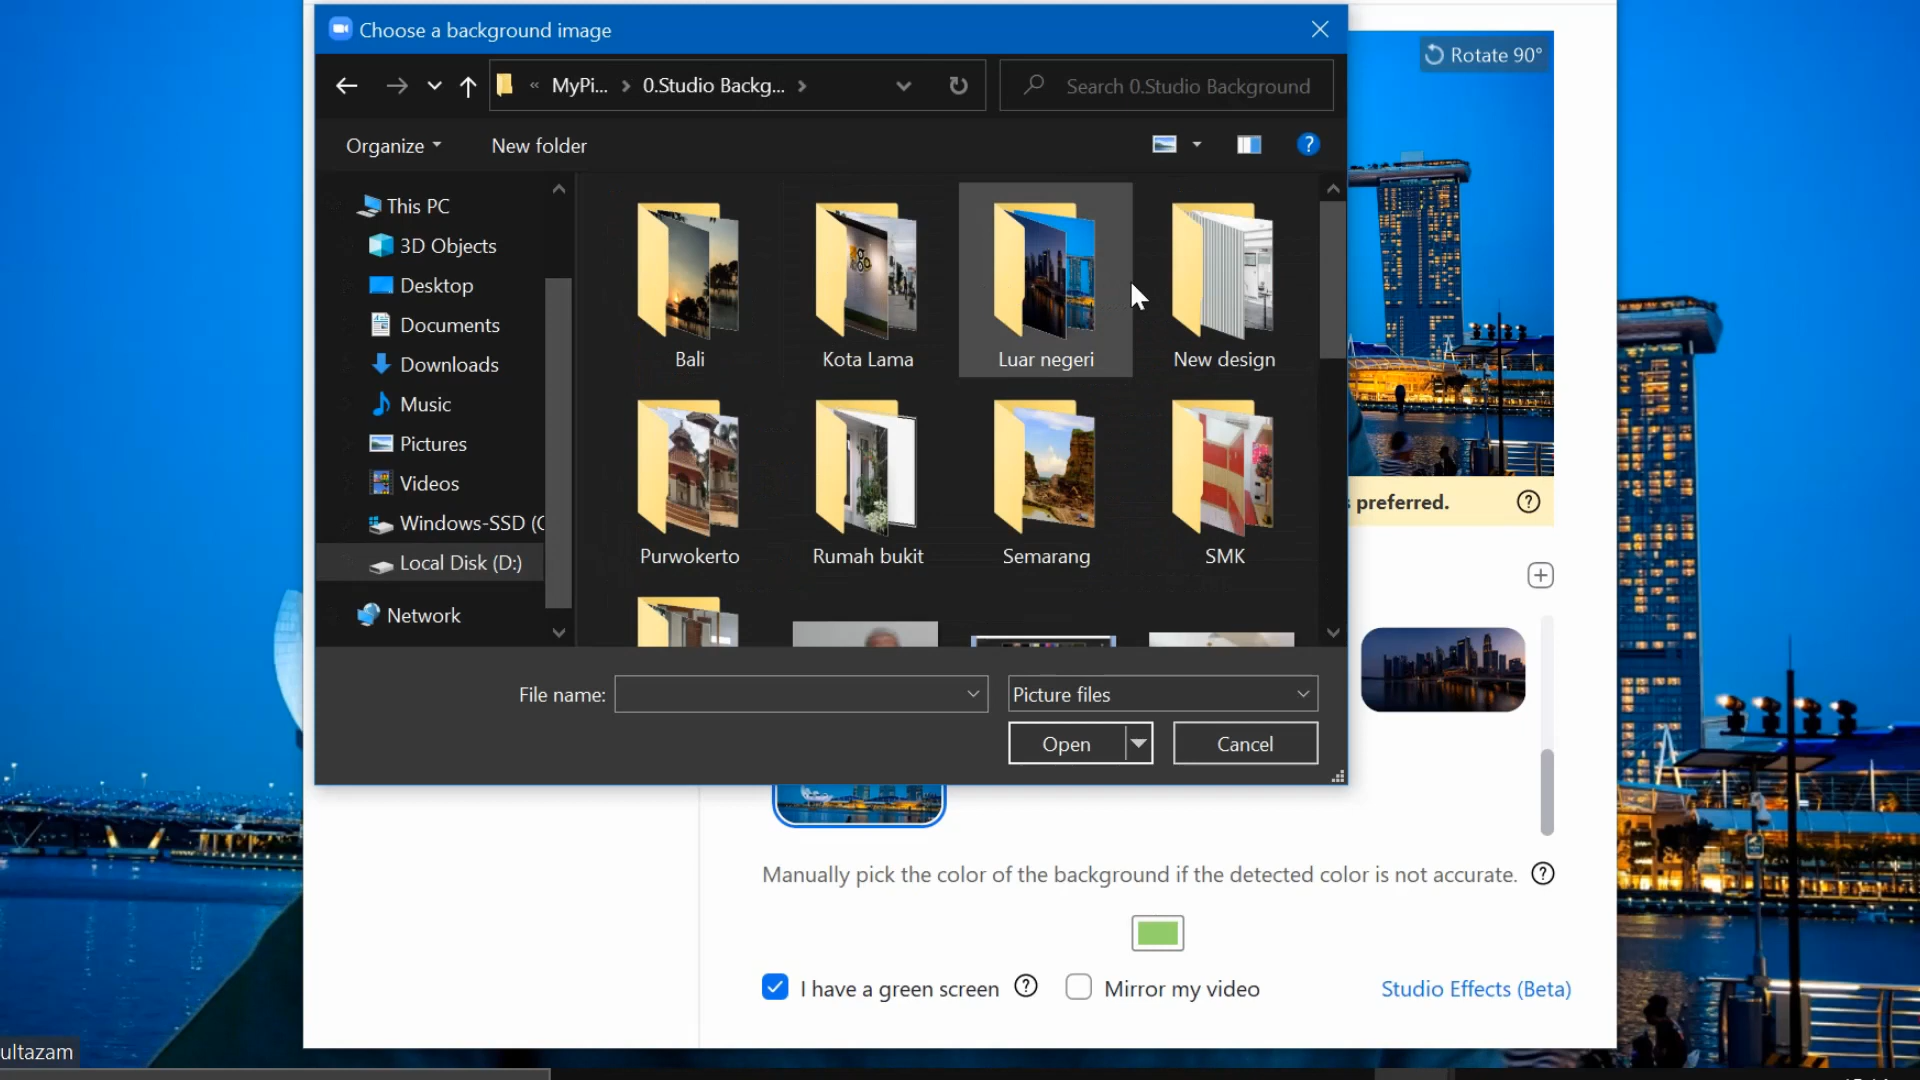 Choose a background image
Rotate 90°
« MyPi... > 0.Studio Backg... >
Search 0.Studio Background
Organize
New folder
?
This PC
3D Objects
Desktop
Documents
Downloads
Music
Pictures
Videos
Windows-SSD (C
Local Disk (D:)
Network
Bali
Kota Lama
Luar negeri
New design
Purwokerto
Rumah bukit
Semarang
SMK
preferred.
?
File name:
Picture files
Open
Cancel
Manually pick the color of the background if the detected color is not accurate. ?
I have a green screen ?
Mirror my video
Studio Effects (Beta)
ultazam